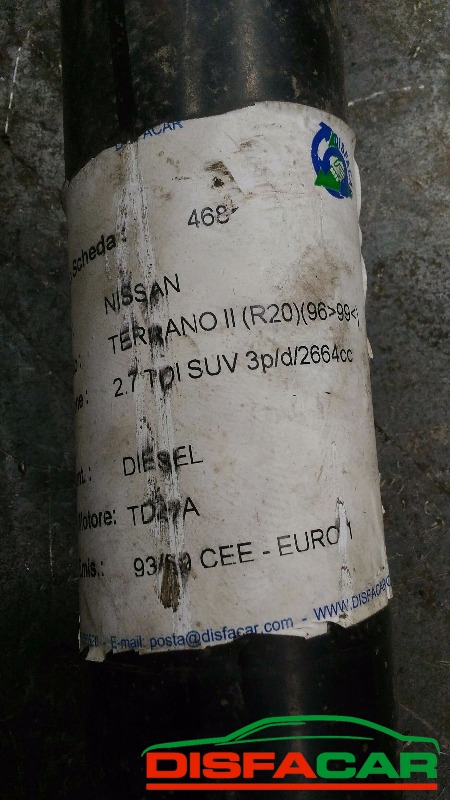 DISFACAR
Scheda: 468
NISSAN
TERRANO II (R20)(96>99<;
2.7 TDI SUV 3p/d/2664cc
DIESEL
Motore:
93/59 CEE - EURO 1
- E-mail: posta@disfacar.com - WWW.DISFACAR
DISFACAR